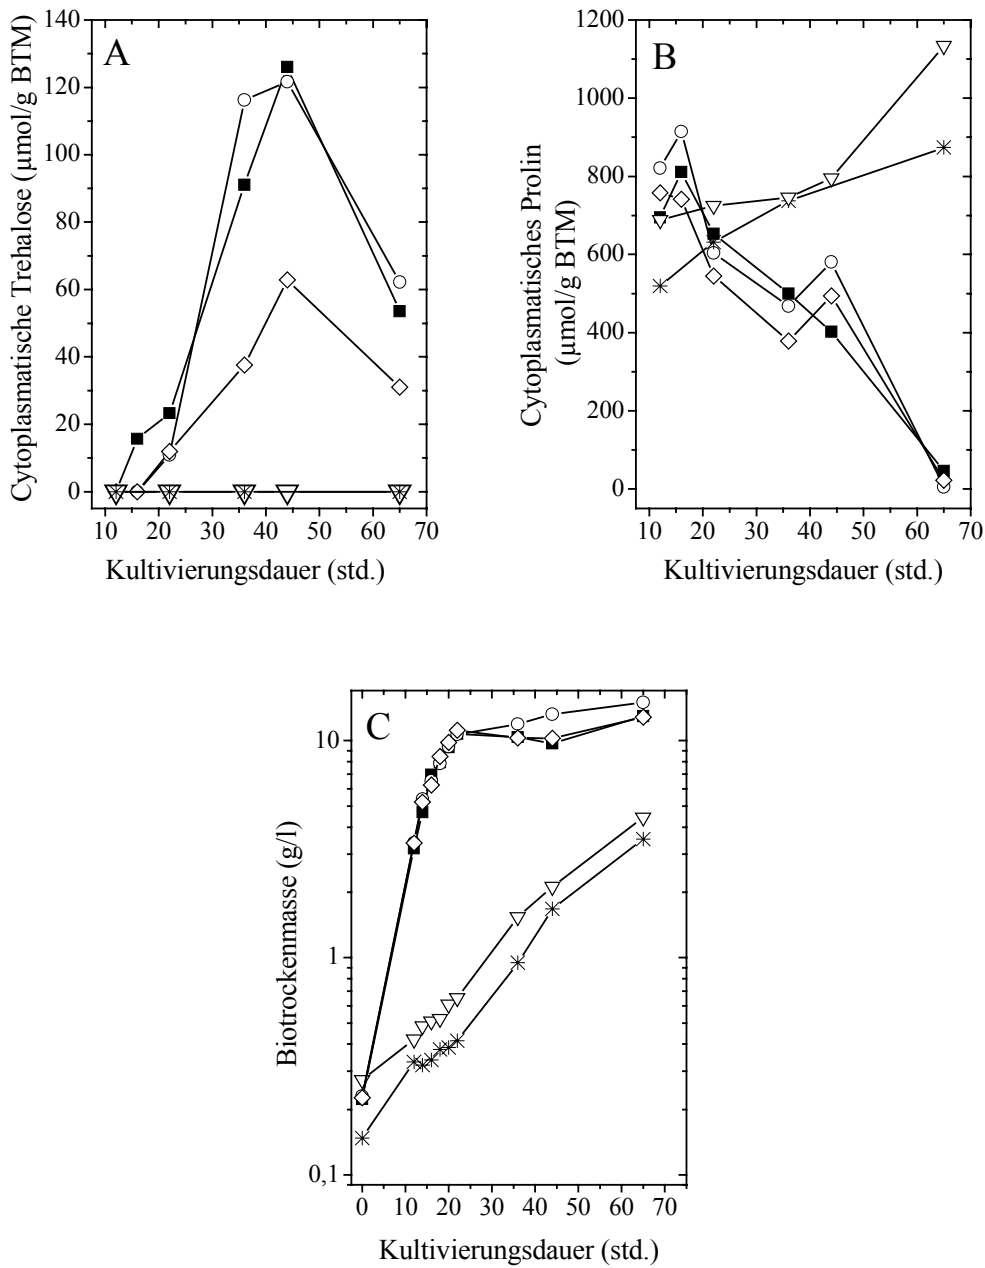 A
Cytoplasmatische Trehalose (µmol/g BTM)
140
120
100
80
60
40
20
0
10 20 30 40 50 60 70
Kultivierungsdauer (std.)
B
Cytoplasmatisches Prolin
(µmol/g BTM)
1200
1000
800
600
400
200
0
10 20 30 40 50 60 70
Kultivierungsdauer (std.)
C
Biotrockenmasse (g/l)
10
1
0,1
0 10 20 30 40 50 60 70
Kultivierungsdauer (std.)